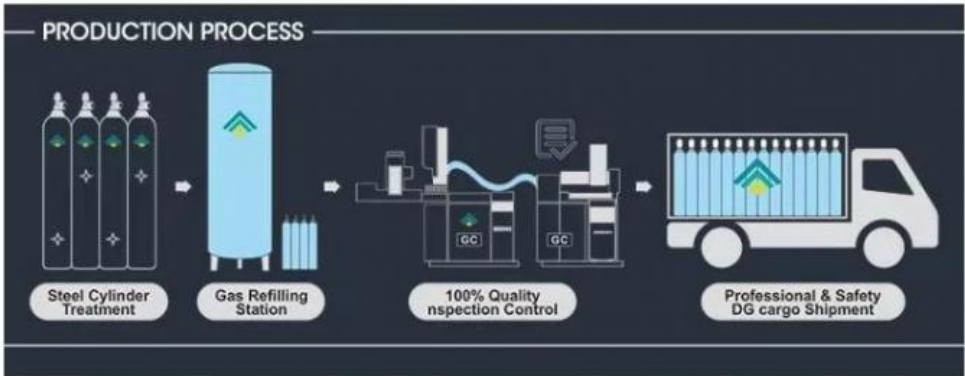 PRODUCTION PROCESS
Steel Cylinder
Treatment
Gas Refilling
Station
GC
GC
100% Quality
nspection Control
Professional & Safety
DG cargo Shipment